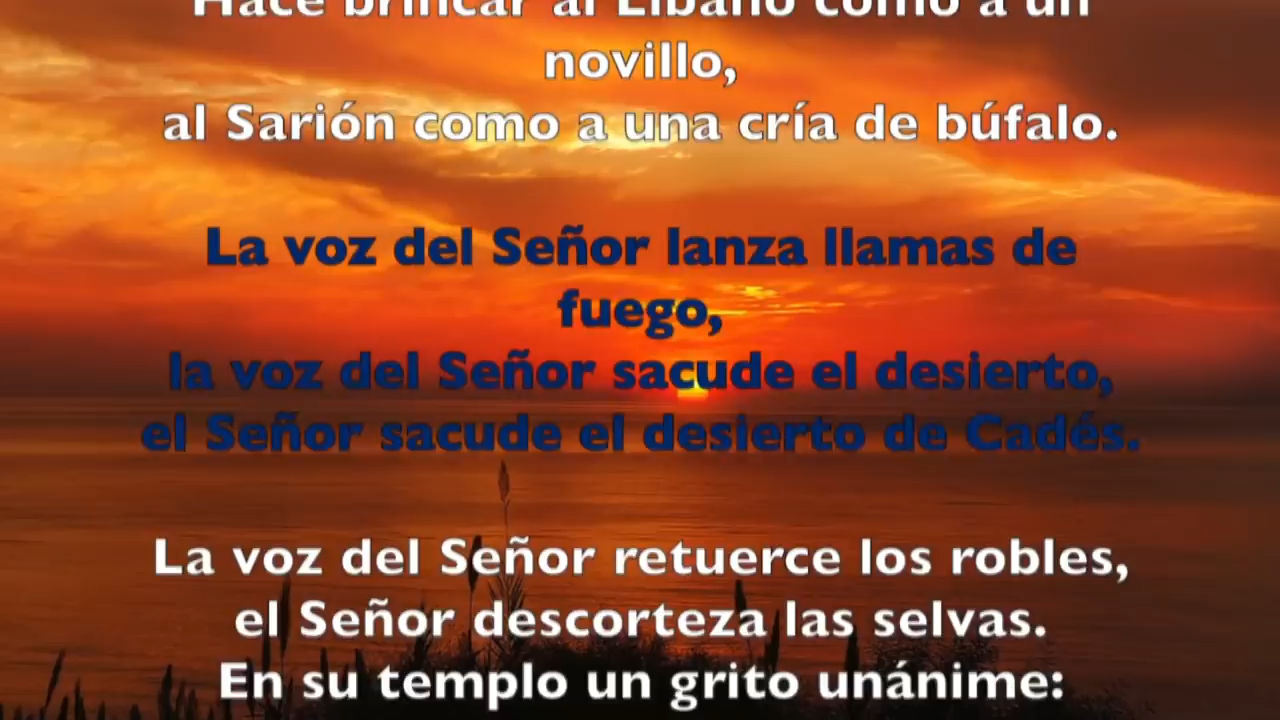 Hace brincar al Líbano como a un
novillo,
al Sarión como a una cría de búfalo.
La voz del Señor lanza llamas de
fuego,
la voz del Señor sacude el desierto,
el Señor sacude el desierto de Cadés.
La voz del Señor retuerce los robles,
el Señor descorteza las selvas.
En su templo un grito unánime: